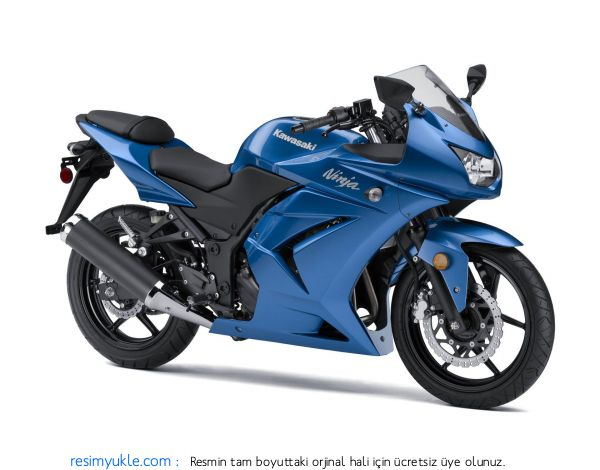 Kawasaki
Ninja
resimyukle.com : Resmin tam boyuttaki orjinal hali için ücretsiz üye olunuz.